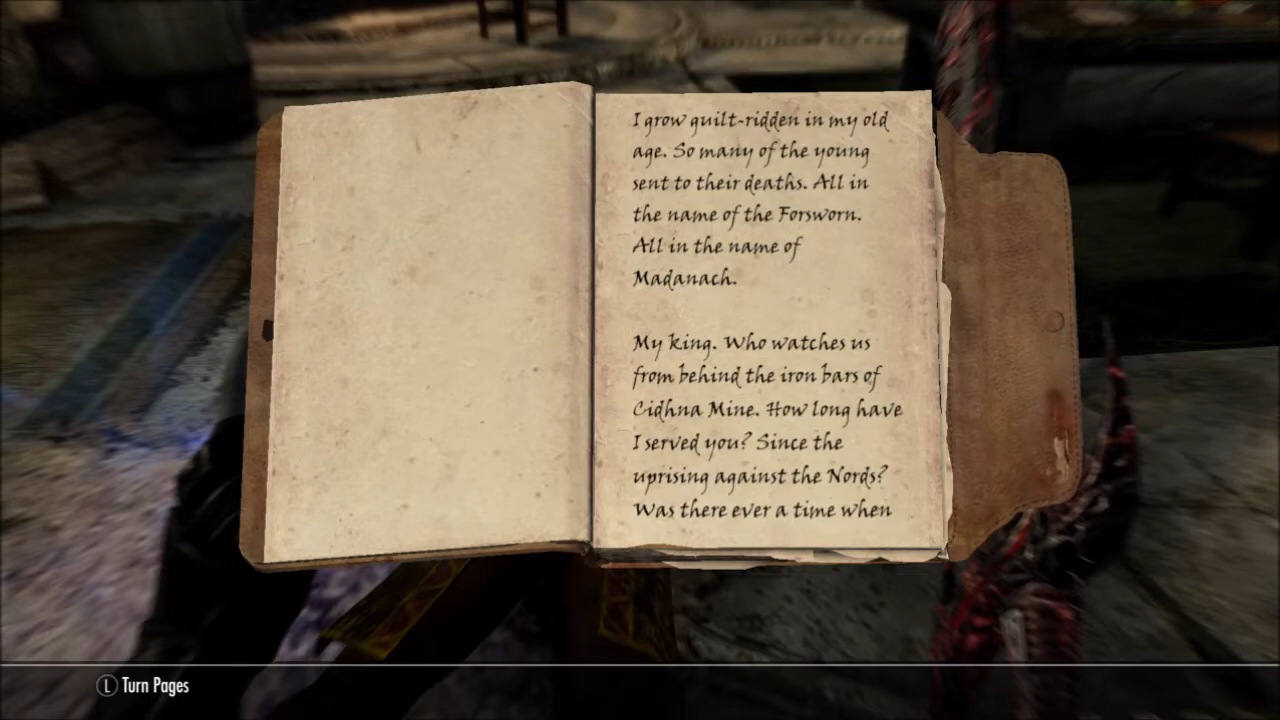 I grow guilt-ridden in my old
age. So many of the young
sent to their deaths. All in
the name of the Forsworn.
All in the name of
Madanach.
My king. Who watches us
from behind the iron bars of
Cidhna Mine. How long have
I served you? Since the
uprising against the Nords?
Was there ever a time when
L Turn Pages